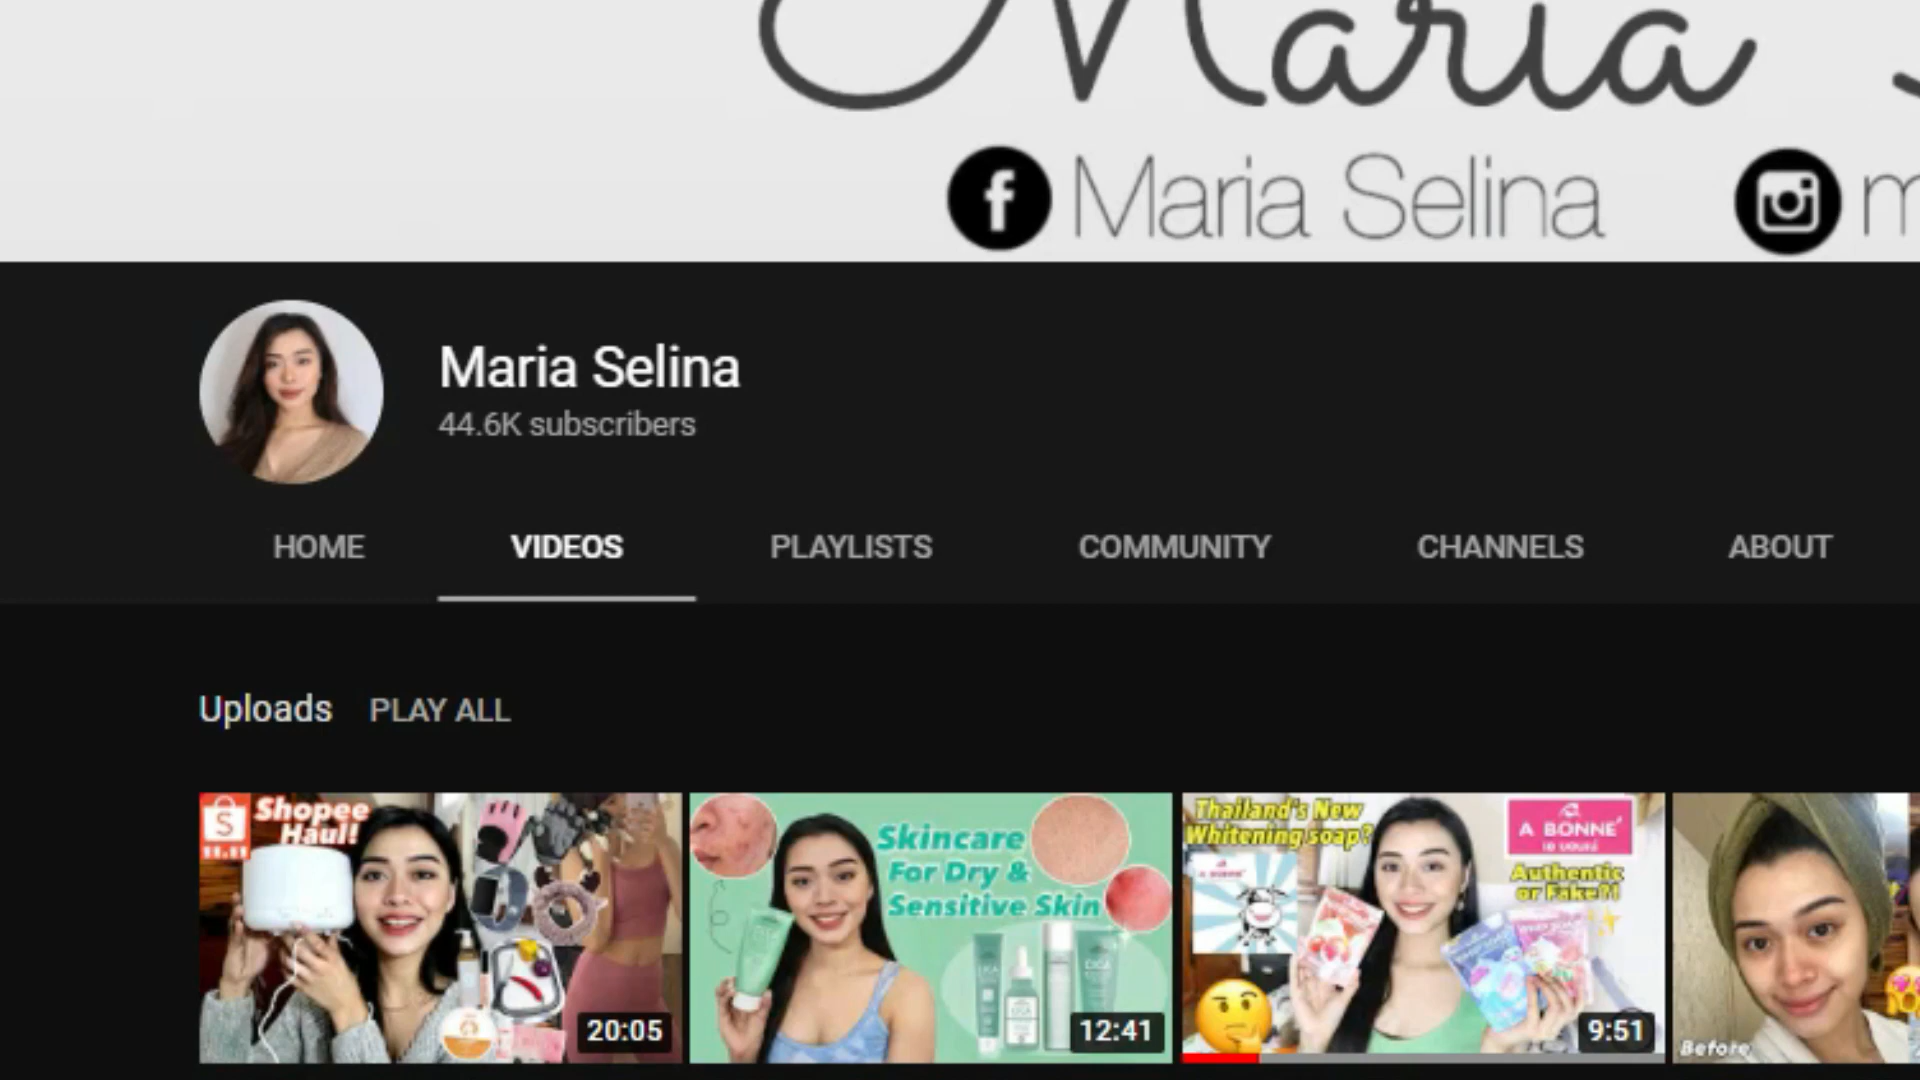 Maria
Maria Selina
Maria Selina
44.6K subscribers
HOME VIDEOS PLAYLISTS COMMUNITY CHANNELS ABOUT
Uploads PLAY ALL
Shopee
Haul!
11.11
20:05
Skincare
For Dry &
Sensitive Skin
12:41
Thailand's New
Whitening soap?
A BONNE'
Authentic
or Fake?!
9:51
Before